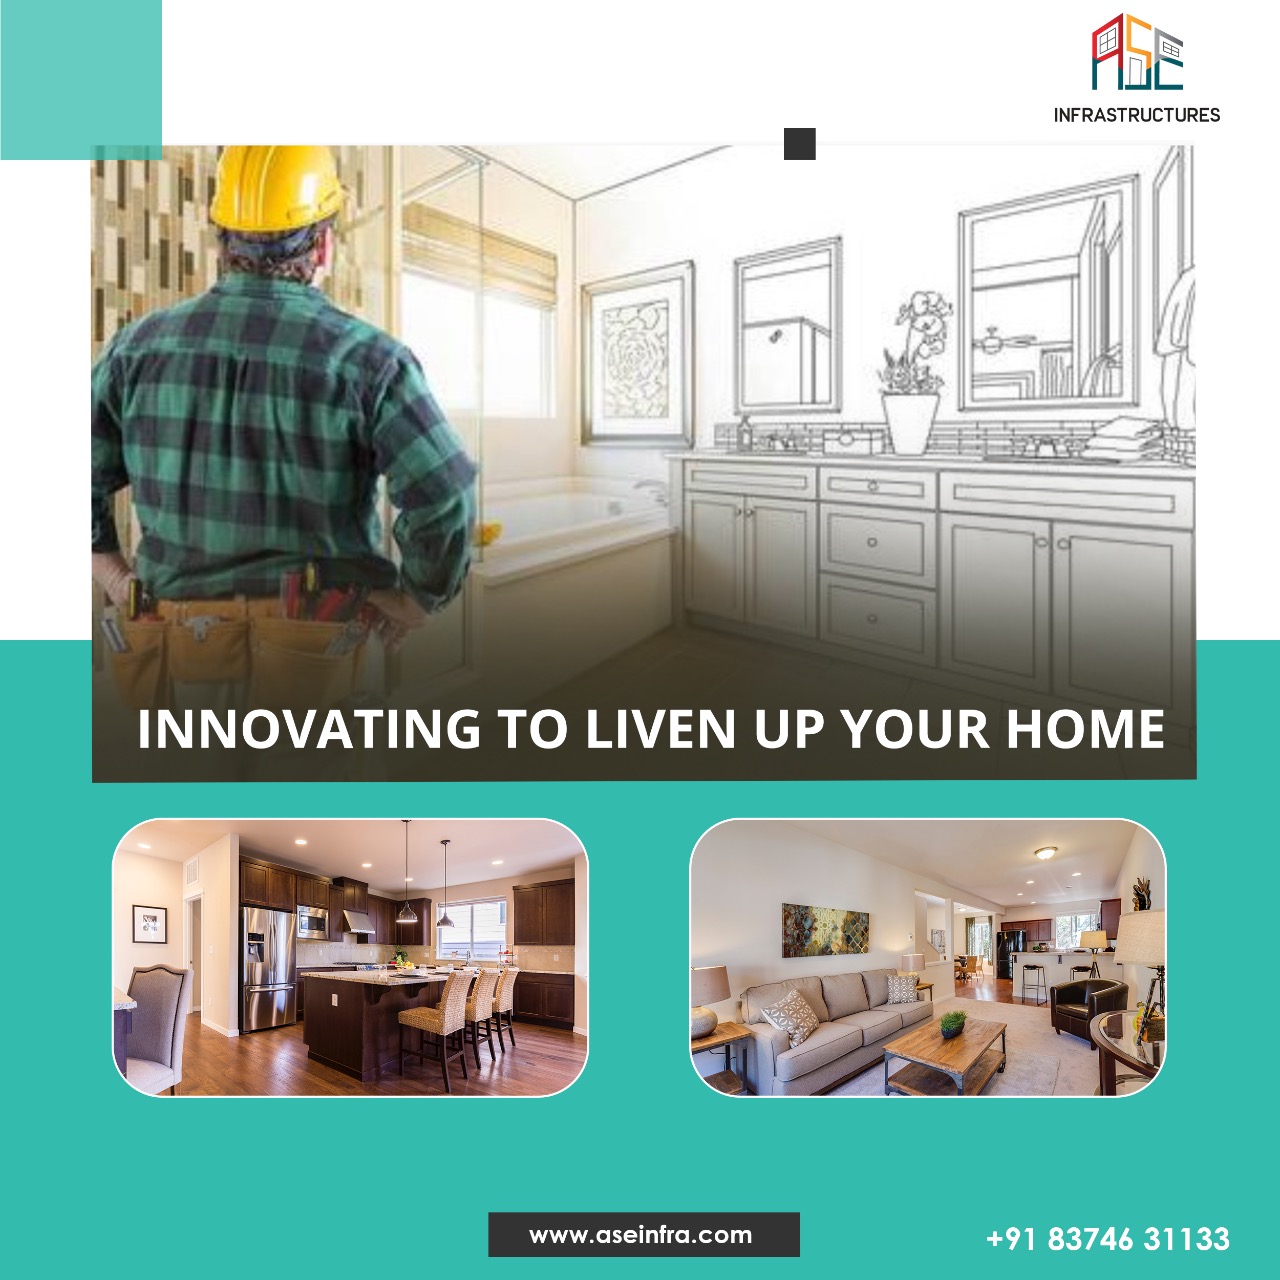 ASE
INFRASTRUCTURES
INNOVATING TO LIVEN UP YOUR HOME
www.aseinfra.com
+91 83746 31133